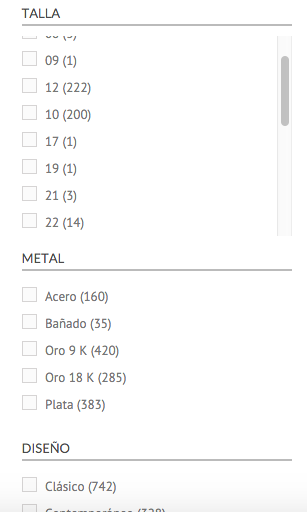 TALLA
09 (1)
12 (222)
10 (200)
17 (1)
19 (1)
21 (3)
22 (14)
METAL
Acero (160)
Bañado (35)
Oro 9 K (420)
Oro 18 K (285)
Plata (383)
DISEÑO
Clásico (742)